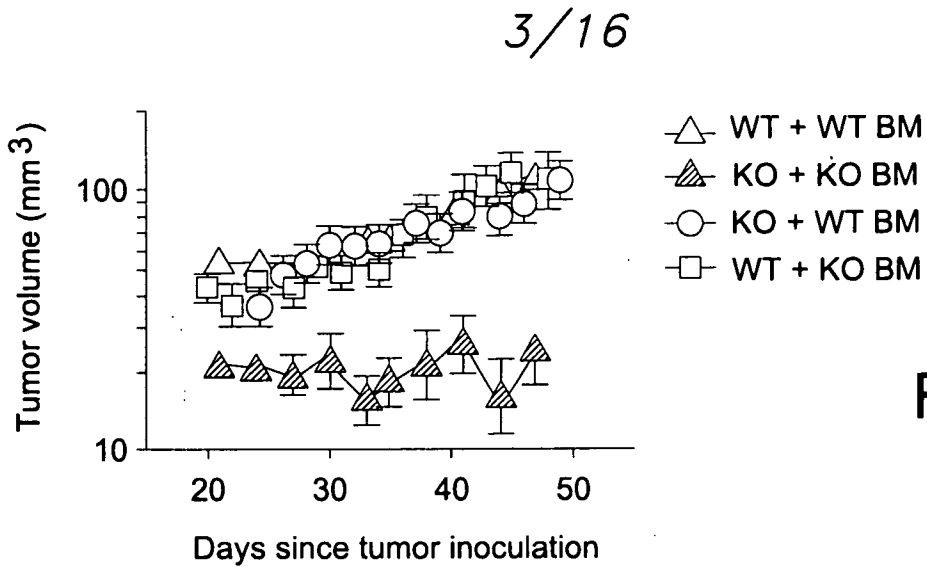 3/16
Tumor volume (mm3)
100
10
20 30 40 50
Days since tumor inoculation
WT + WT BM
KO + KO BM
KO + WT BM
WT + KO BM